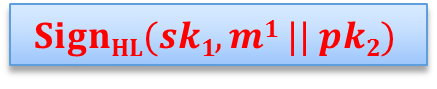 Sign_HL(sk_1, m^1 || pk_2)